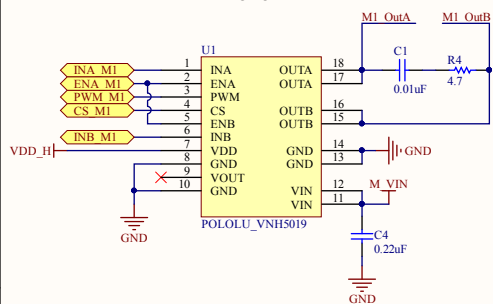 M1_OutA M1_OutB
U1
INA_M1 1 INA OUTA 18
ENA_M1 2 ENA OUTA 17
PWM_M1 3 PWM
CS_M1 4 CS OUTB 16
5 ENB OUTB 15
INB_M1 6 INB
VDD_H 7 VDD GND 14 GND
8 GND GND 13
9 VOUT
10 GND VIN 12 M_VIN
VIN 11
C1
0.01uF
R4
4.7
POLOLU_VNH5019
GND
C4
0.22uF
GND